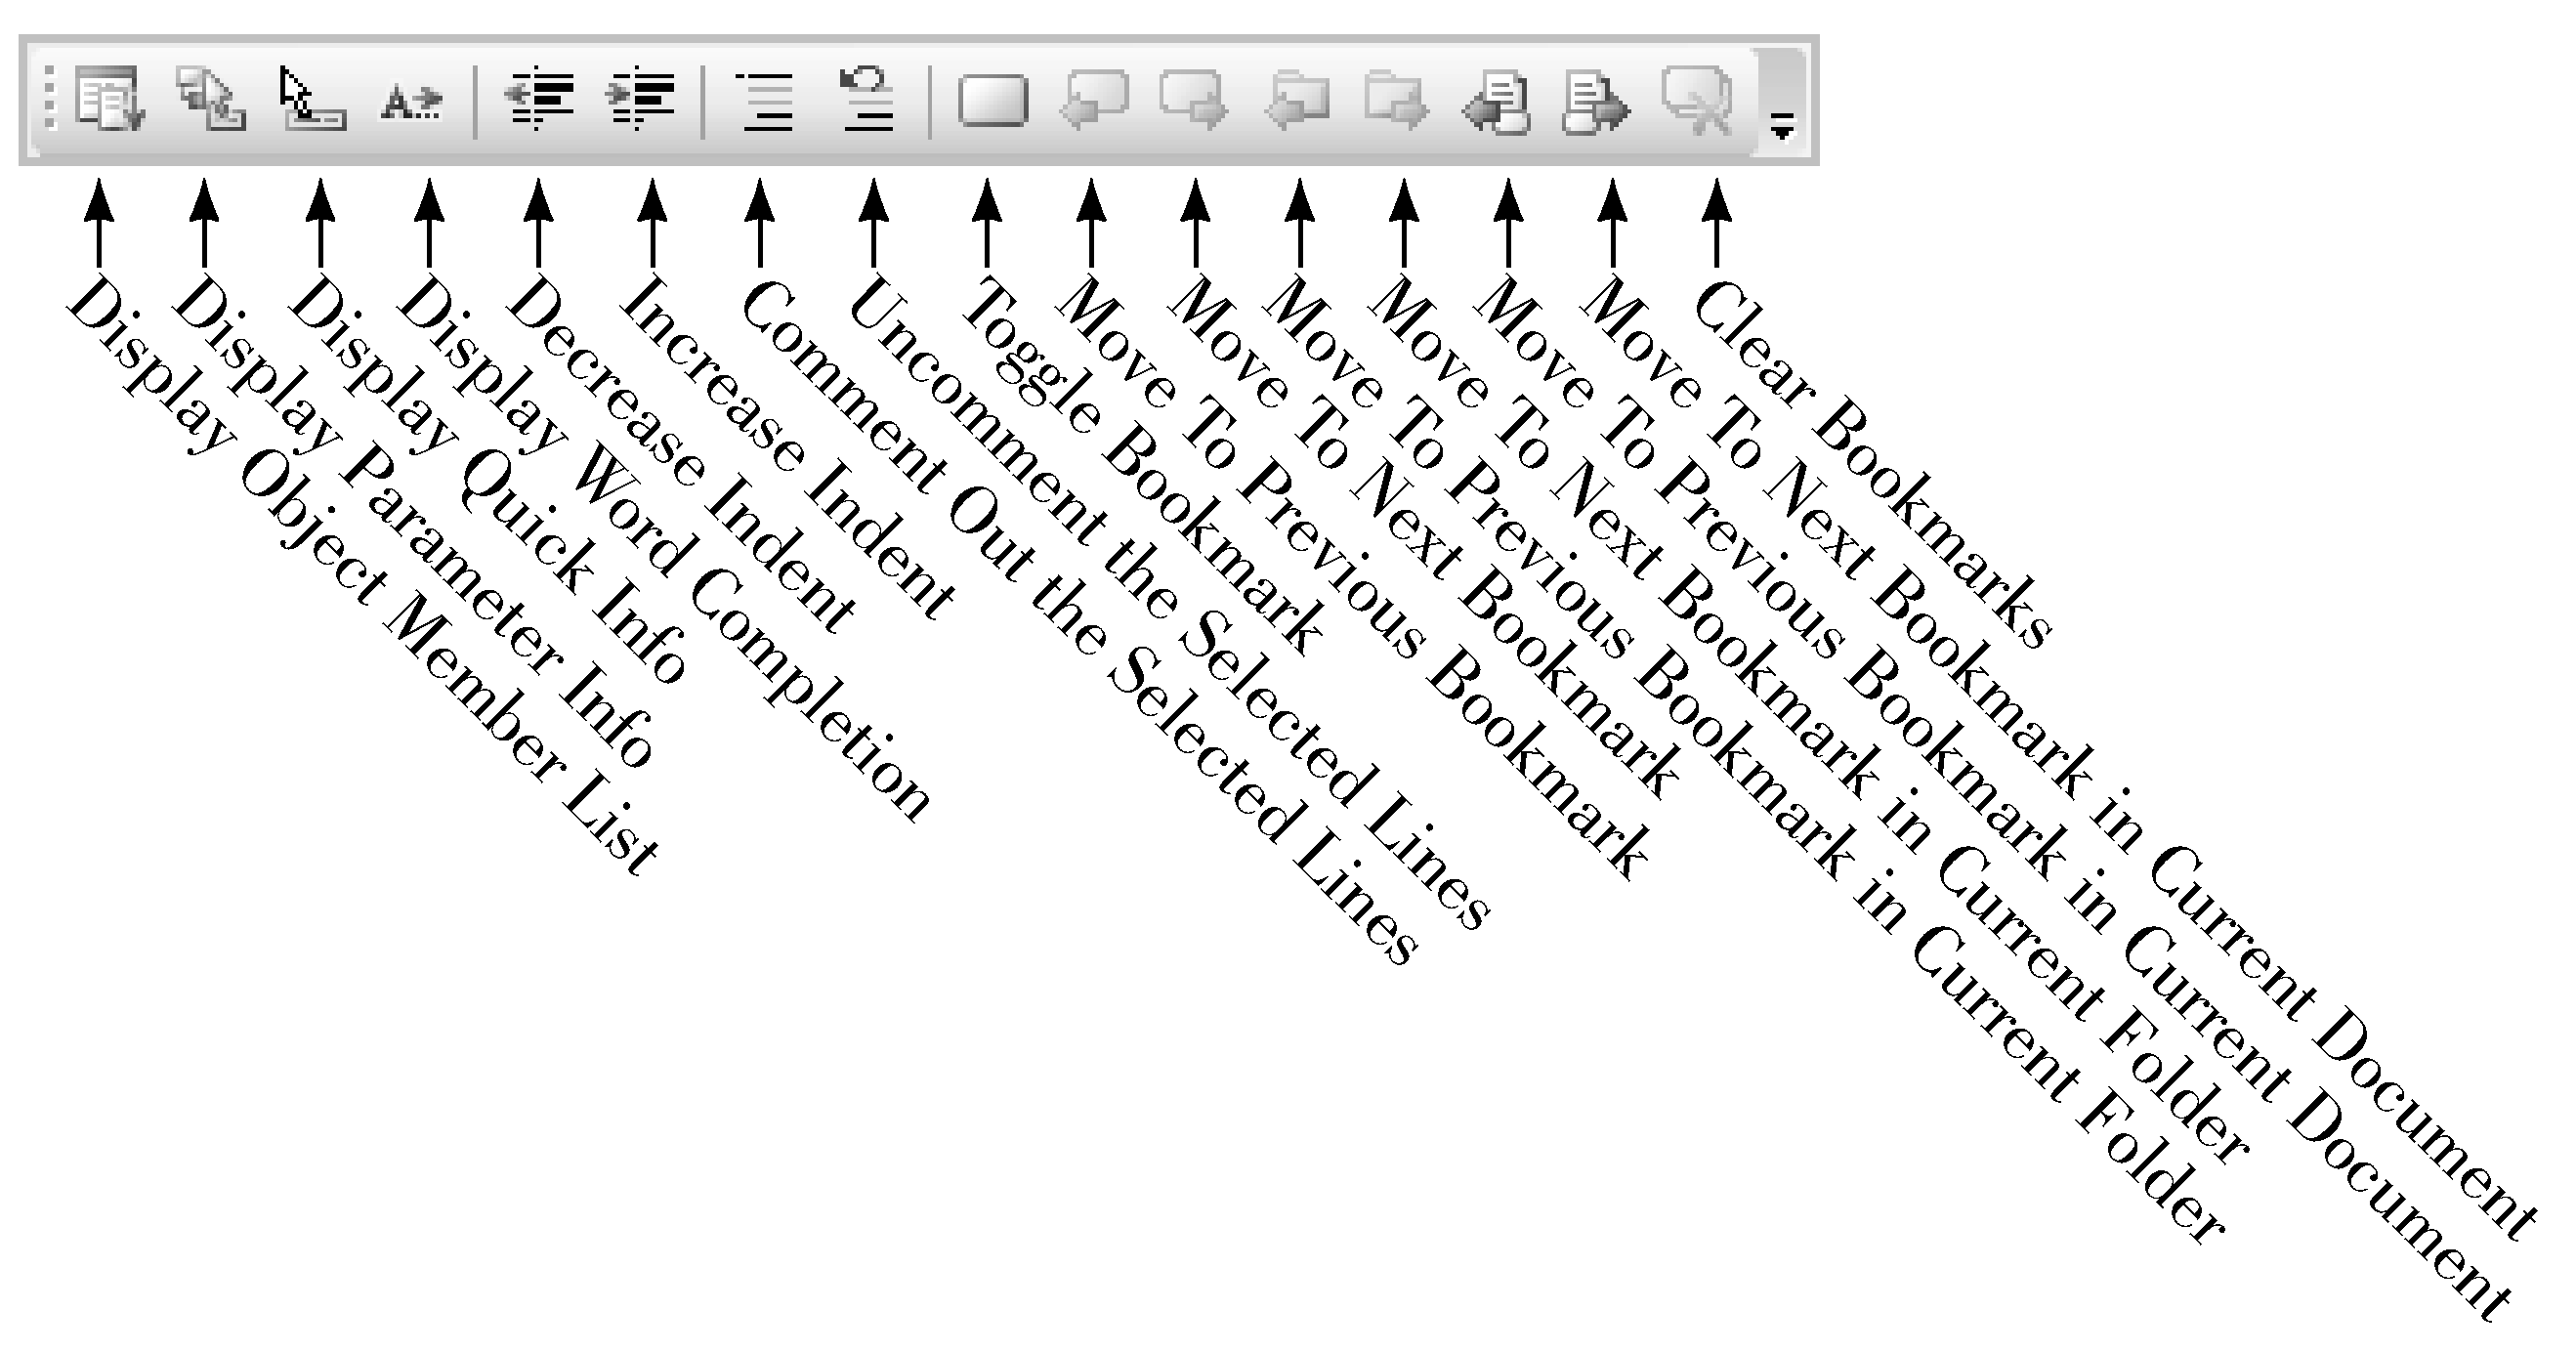 A
Display Object Member List
Display Parameter Info
Display Quick Info
Display Word Completion
Decrease Indent
Increase Indent
Comment Out the Selected Lines
Uncomment the Selected Lines
Toggle Bookmark
Move To Previous Bookmark
Move To Next Bookmark
Move To Previous Bookmark in Current Folder
Move To Next Bookmark in Current Folder
Move To Previous Bookmark in Current Document
Move To Next Bookmark in Current Document
Clear Bookmarks